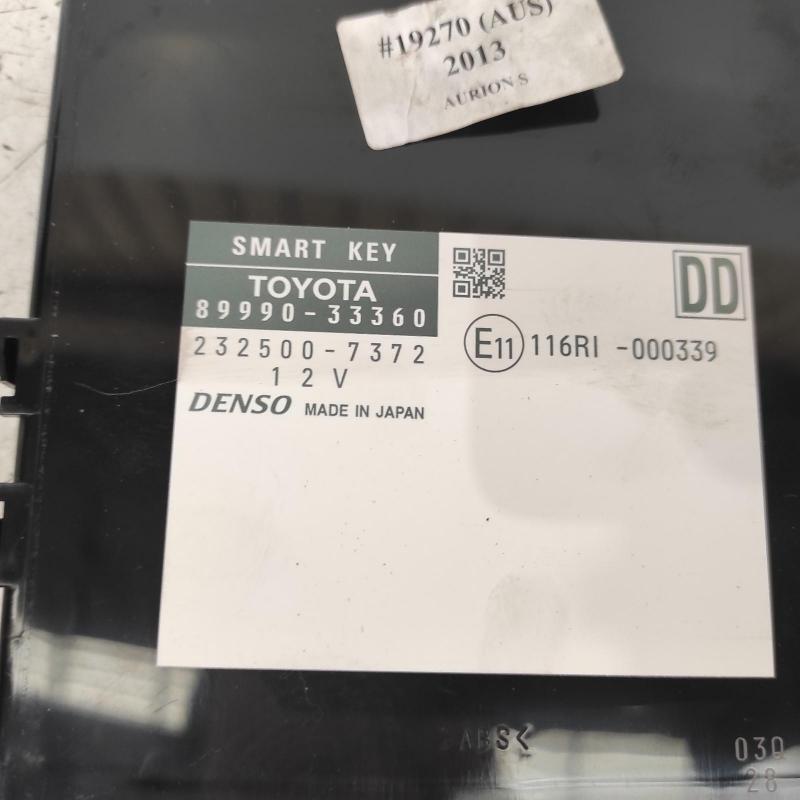 #19270 (AUS)
2013
AURION S
SMART KEY
TOYOTA
89990-33360
232500-7372
12V
DENSO MADE IN JAPAN
E11 116RI -000339
DD
ABS<
03Q
28